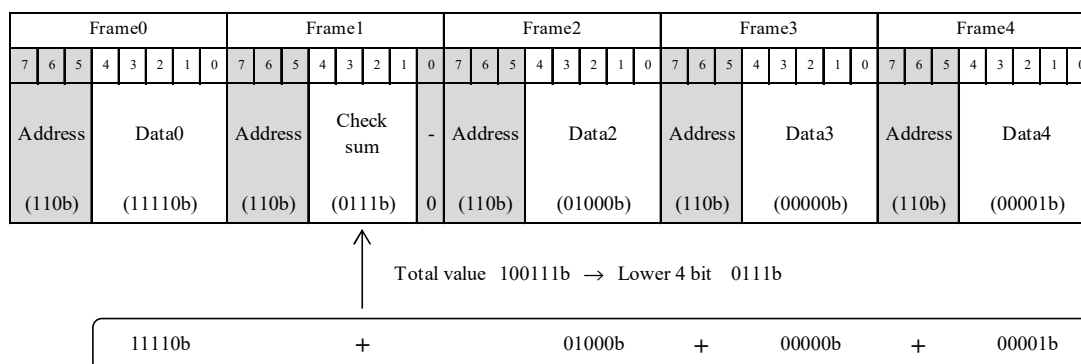 Frame0 Frame1 Frame2 Frame3 Frame4
7 6 5 4 3 2 1 0 7 6 5 4 3 2 1 0 7 6 5 4 3 2 1 0 7 6 5 4 3 2 1 0 7 6 5 4 3 2 1 0
Address Data0 Address Check sum - Address Data2 Address Data3 Address Data4
(110b) (11110b) (110b) (0111b) 0 (110b) (01000b) (110b) (00000b) (110b) (00001b)
Total value 100111b → Lower 4 bit 0111b
11110b + 01000b + 00000b + 00001b